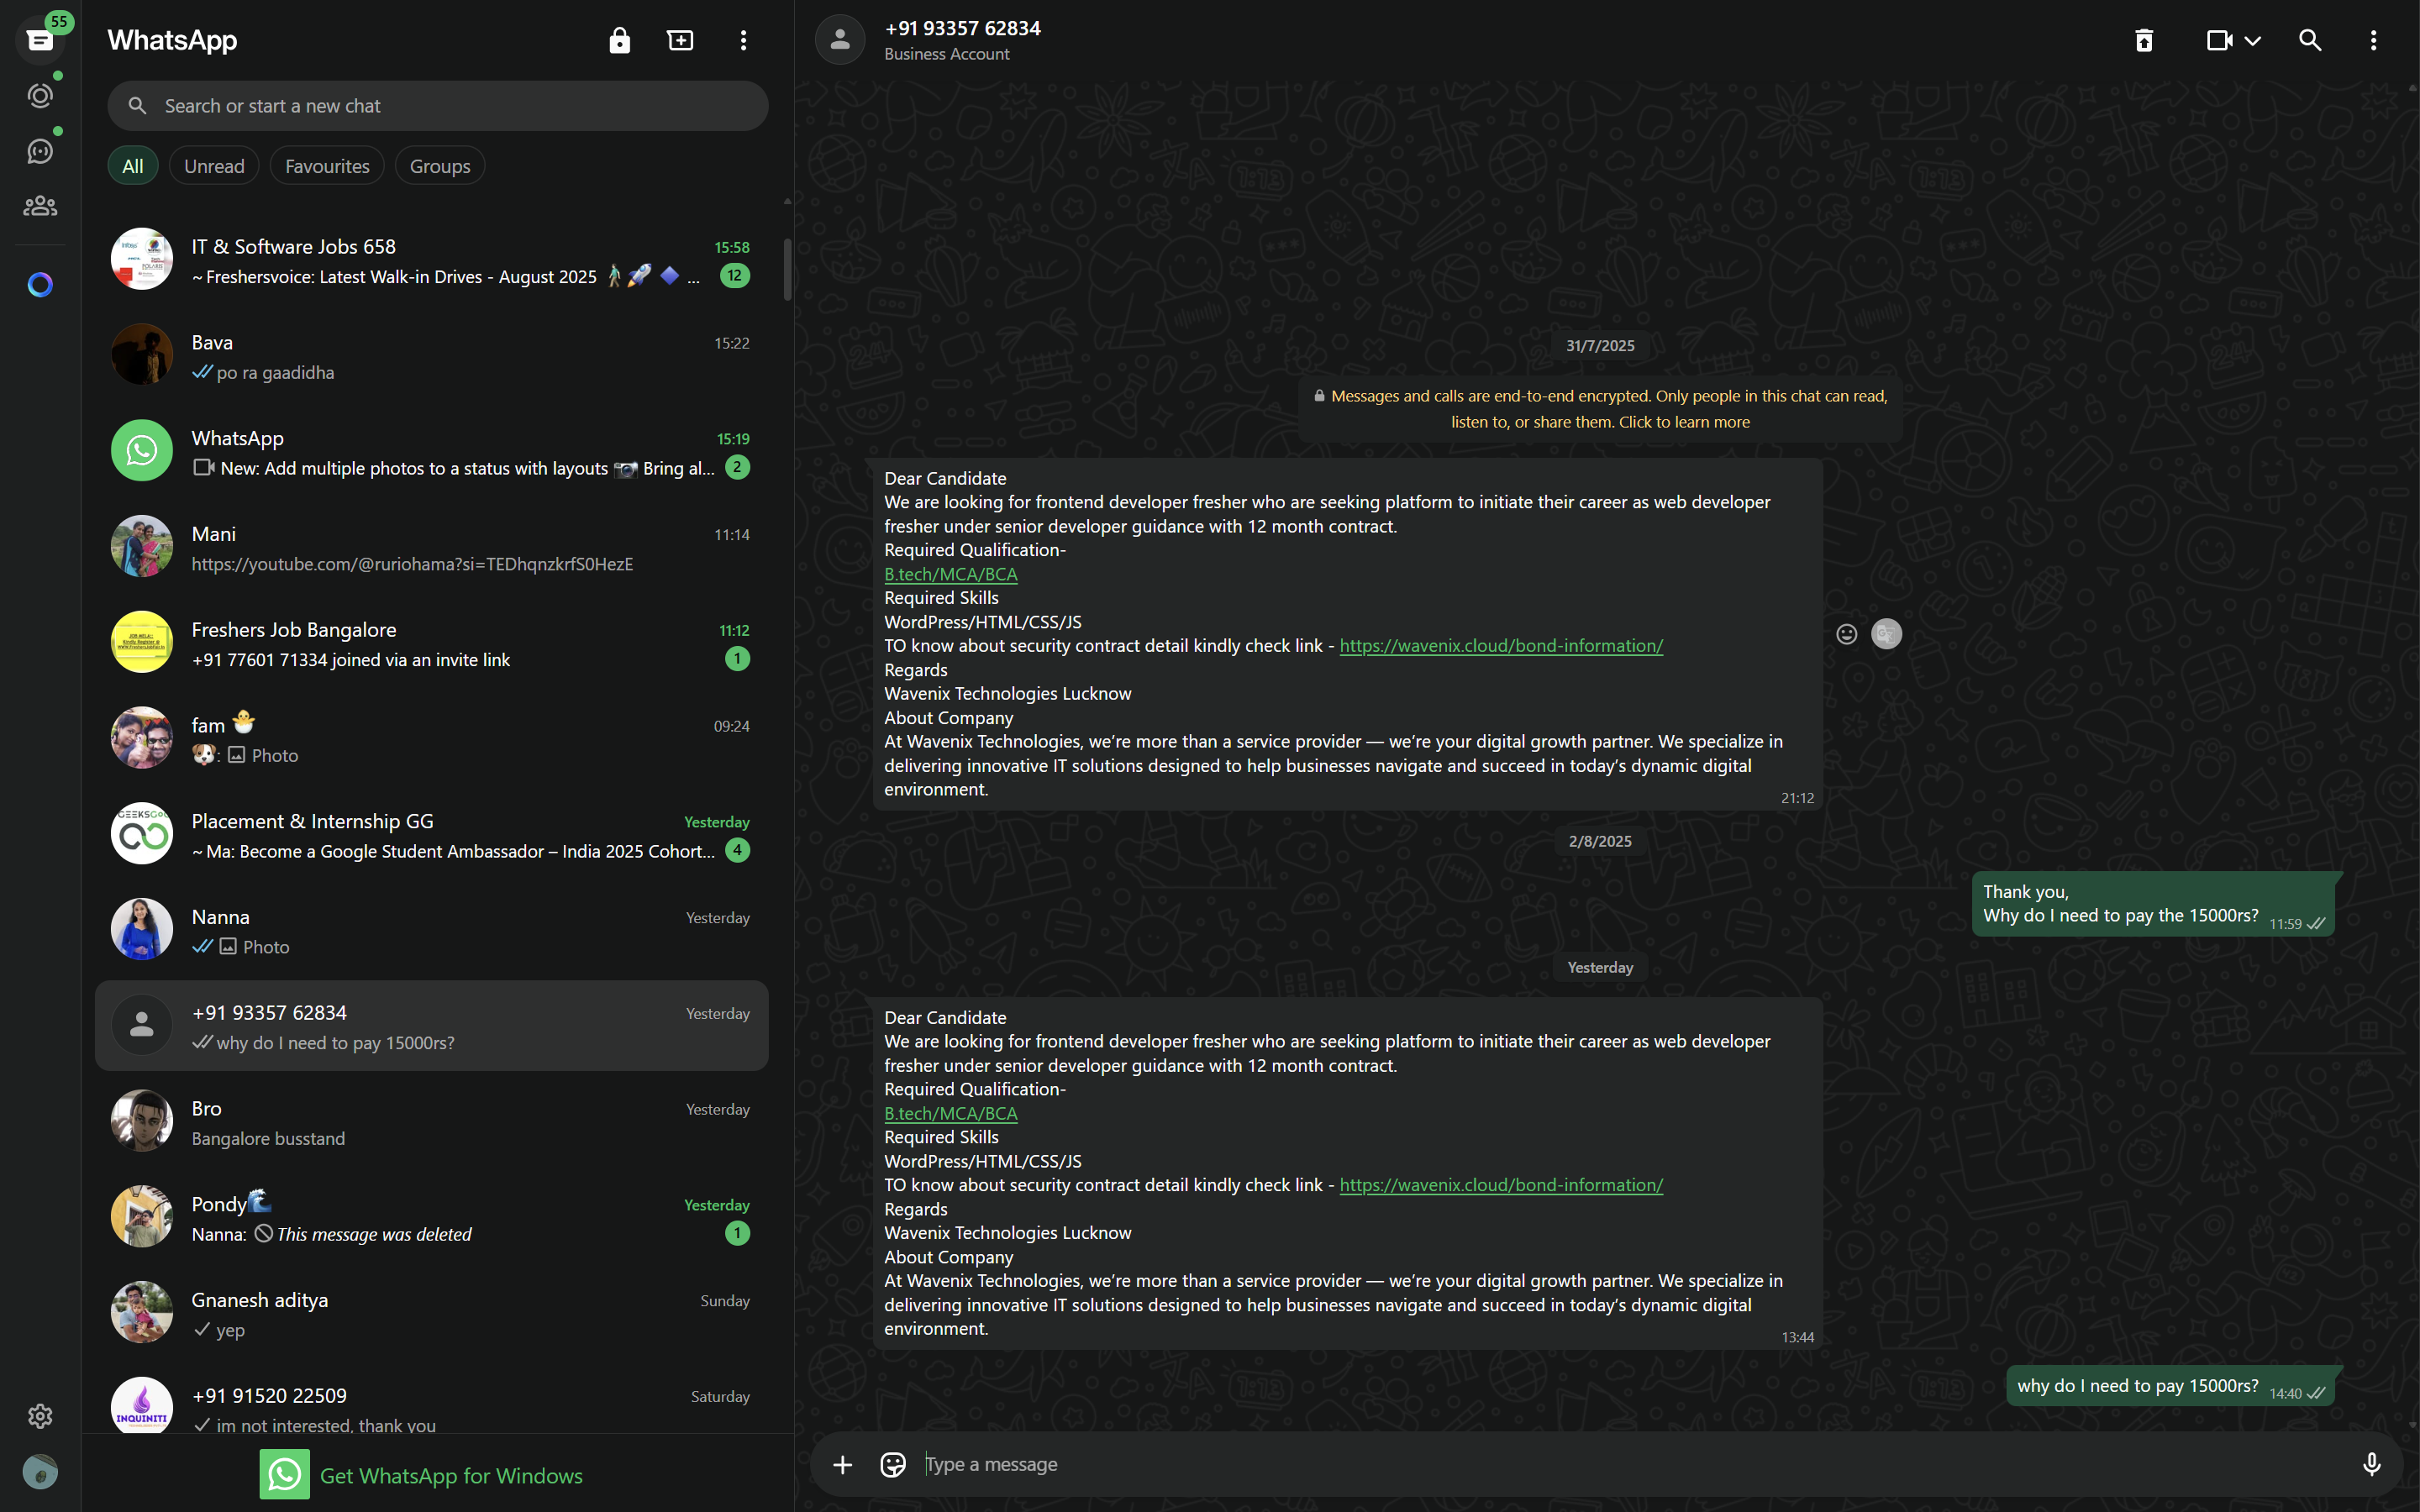 55
WhatsApp
Search or start a new chat
All
Unread
Favourites
Groups
IT & Software Jobs 658
15:58
~ Freshersvoice: Latest Walk-in Drives - August 2025 🚶🚀 🔷 ...
12
Bava
15:22
po ra gaadidha
WhatsApp
15:19
New: Add multiple photos to a status with layouts 📸 Bring al...
2
Mani
11:14
https://youtube.com/@ruriohama?si=TEDhqnzkrfS0HezE
Freshers Job Bangalore
11:12
+91 77601 71334 joined via an invite link
1
fam 🐣
09:24
🐶: Photo
Placement & Internship GG
Yesterday
~ Ma: Become a Google Student Ambassador – India 2025 Cohort...
4
Nanna
Yesterday
Photo
+91 93357 62834
Yesterday
why do I need to pay 15000rs?
Bro
Yesterday
Bangalore busstand
Pondy🌊
Yesterday
Nanna: This message was deleted
1
Gnanesh aditya
Sunday
yep
INQUINITI
+91 91520 22509
Saturday
im not interested, thank you
Get WhatsApp for Windows
+91 93357 62834
Business Account
31/7/2025
Messages and calls are end-to-end encrypted. Only people in this chat can read,
listen to, or share them. Click to learn more
Dear Candidate
We are looking for frontend developer fresher who are seeking platform to initiate their career as web developer
fresher under senior developer guidance with 12 month contract.
Required Qualification-
B.tech/MCA/BCA
Required Skills
WordPress/HTML/CSS/JS
TO know about security contract detail kindly check link - https://wavenix.cloud/bond-information/
Regards
Wavenix Technologies Lucknow
About Company
At Wavenix Technologies, we’re more than a service provider — we’re your digital growth partner. We specialize in
delivering innovative IT solutions designed to help businesses navigate and succeed in today’s dynamic digital
environment.
21:12
2/8/2025
Thank you,
Why do I need to pay the 15000rs?
11:59
Yesterday
Dear Candidate
We are looking for frontend developer fresher who are seeking platform to initiate their career as web developer
fresher under senior developer guidance with 12 month contract.
Required Qualification-
B.tech/MCA/BCA
Required Skills
WordPress/HTML/CSS/JS
TO know about security contract detail kindly check link - https://wavenix.cloud/bond-information/
Regards
Wavenix Technologies Lucknow
About Company
At Wavenix Technologies, we’re more than a service provider — we’re your digital growth partner. We specialize in
delivering innovative IT solutions designed to help businesses navigate and succeed in today’s dynamic digital
environment.
13:44
why do I need to pay 15000rs?
14:40
Type a message